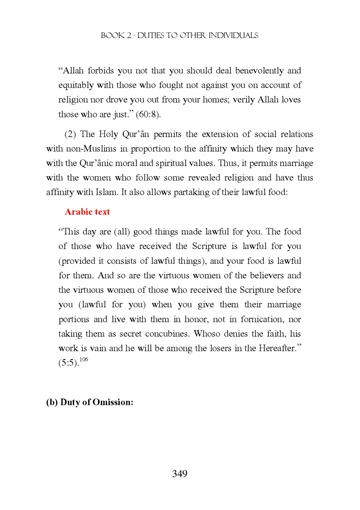 BOOK 2 - DUTIES TO OTHER INDIVIDUALS
“Allah forbids you not that you should deal benevolently and
equitably with those who fought not against you on account of
religion nor drove you out from your homes; verily Allah loves
those who are just.” (60:8).
(2) The Holy Qur’ân permits the extension of social relations
with non-Muslims in proportion to the affinity which they may have
with the Qur’ânic moral and spiritual values. Thus, it permits marriage
with the women who follow some revealed religion and have thus
affinity with Islam. It also allows partaking of their lawful food:
Arabic text
“This day are (all) good things made lawful for you. The food
of those who have received the Scripture is lawful for you
(provided it consists of lawful things), and your food is lawful
for them. And so are the virtuous women of the believers and
the virtuous women of those who received the Scripture before
you (lawful for you) when you give them their marriage
portions and live with them in honor, not in fornication, nor
taking them as secret concubines. Whoso denies the faith, his
work is vain and he will be among the losers in the Hereafter.”
(5:5).106
(b) Duty of Omission:
349